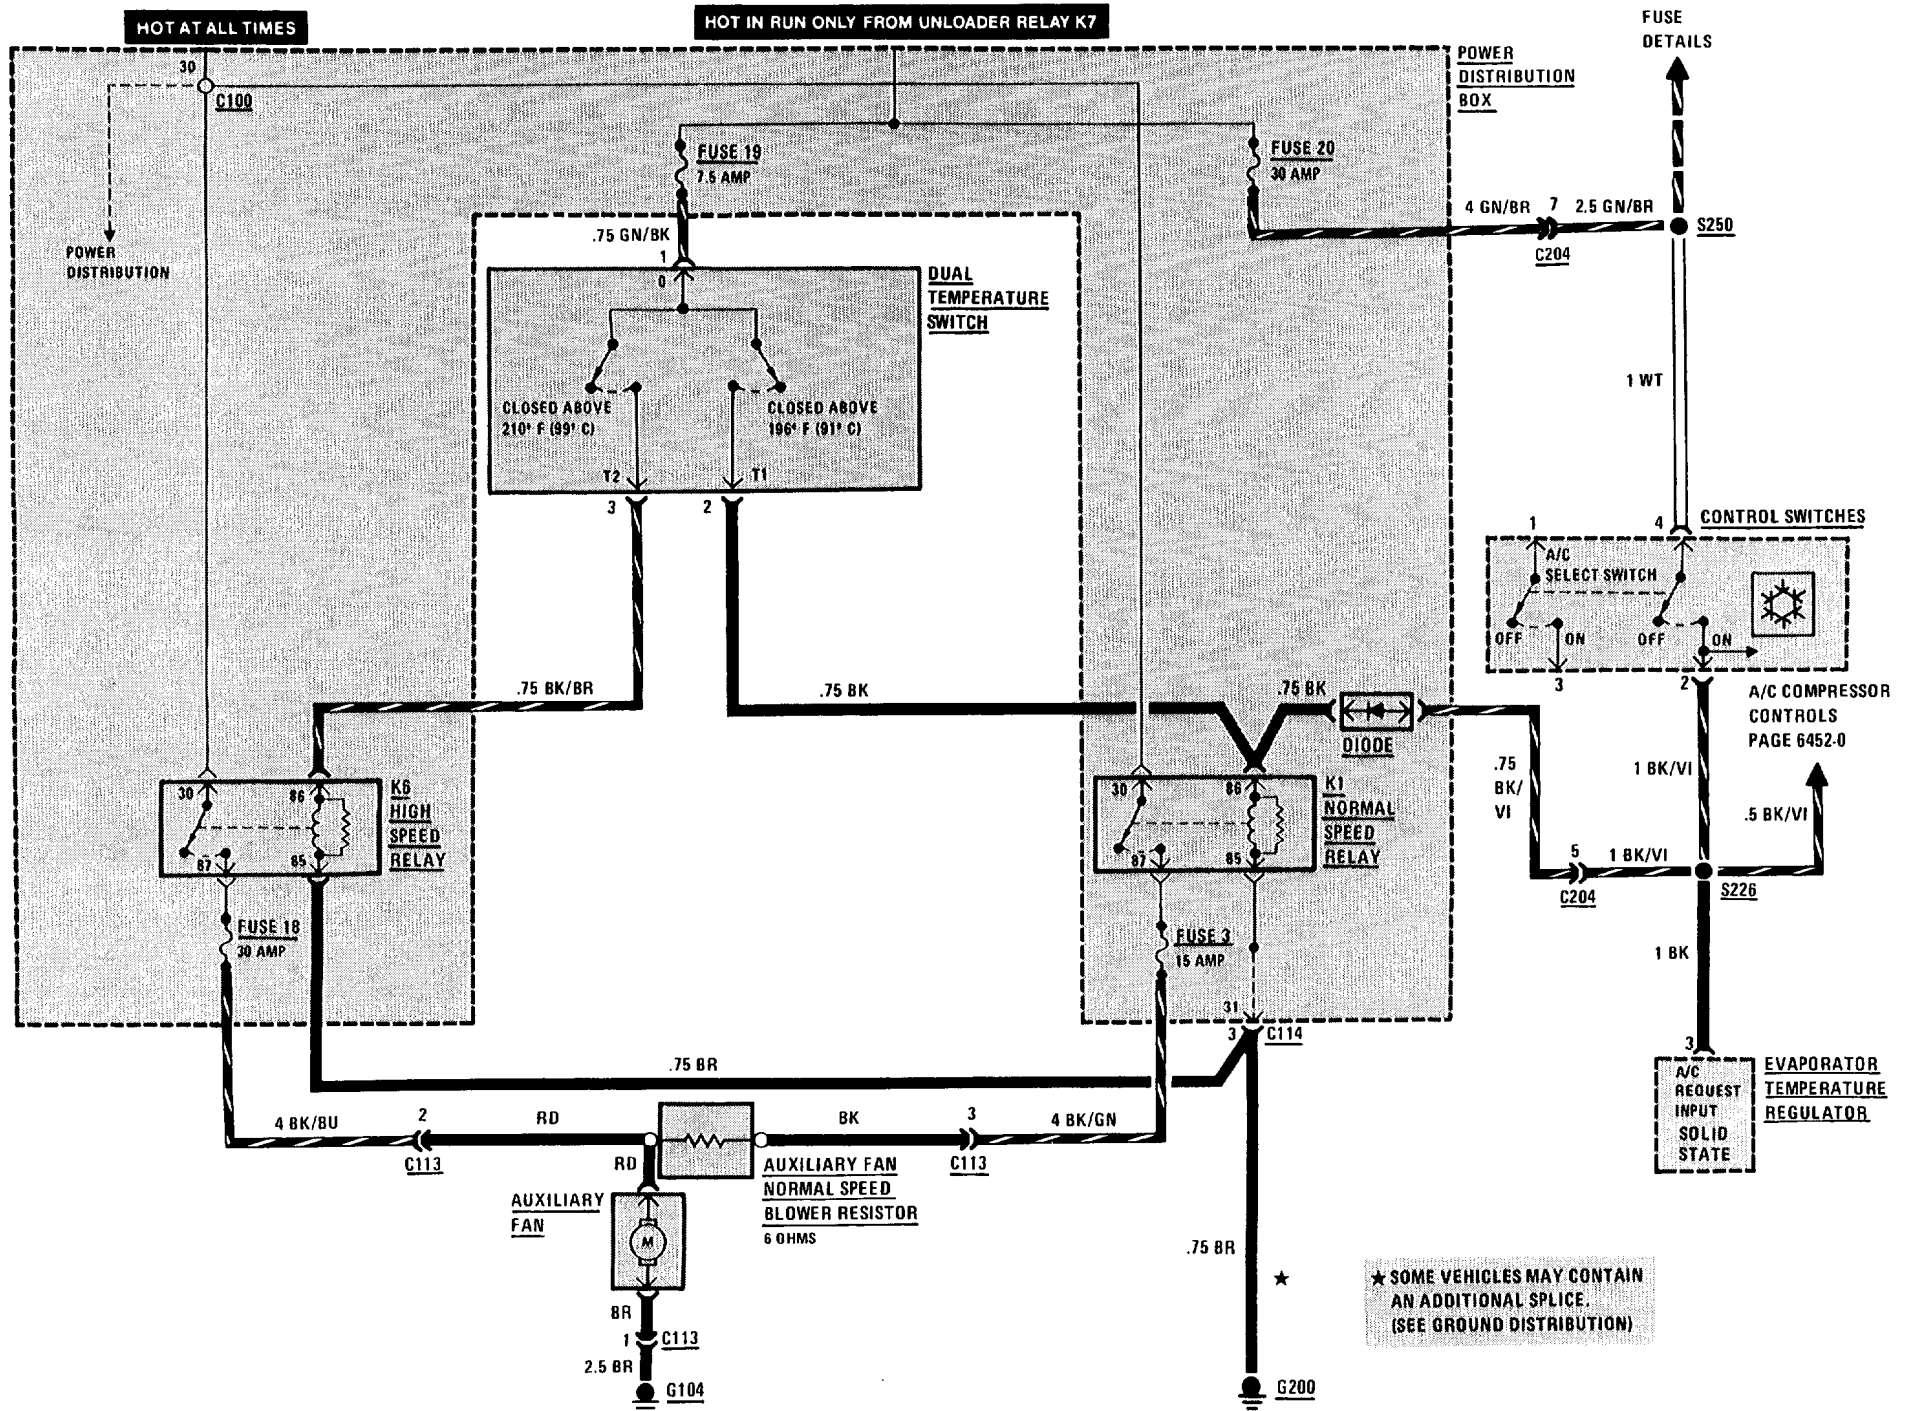 HOT AT ALL TIMES
HOT IN RUN ONLY FROM UNLOADER RELAY K7
FUSE
DETAILS
POWER
DISTRIBUTION
BOX
30
C100
POWER
DISTRIBUTION
FUSE 19
7.5 AMP
FUSE 20
30 AMP
4 GN/BR
7
2.5 GN/BR
S250
C204
.75 GN/BK
1
0
DUAL
TEMPERATURE
SWITCH
CLOSED ABOVE
210° F (99° C)
CLOSED ABOVE
196° F (91° C)
T2
T1
3
2
1 WT
1
4
CONTROL SWITCHES
A/C
SELECT SWITCH
OFF
ON
OFF
ON
3
2
A/C COMPRESSOR
CONTROLS
PAGE 6452-0
.75 BK/BR
.75 BK
.75 BK
DIODE
.75
BK/
VI
1 BK/VI
.5 BK/VI
30
86
87
85
K6
HIGH
SPEED
RELAY
30
86
87
85
K1
NORMAL
SPEED
RELAY
5
1 BK/VI
C204
S226
FUSE 18
30 AMP
FUSE 3
15 AMP
1 BK
31
3
C114
3
A/C
REQUEST
INPUT
SOLID
STATE
EVAPORATOR
TEMPERATURE
REGULATOR
.75 BR
4 BK/BU
2
C113
RD
BK
3
C113
4 BK/GN
RD
AUXILIARY FAN
NORMAL SPEED
BLOWER RESISTOR
6 OHMS
AUXILIARY
FAN
M
BR
1
C113
2.5 BR
G104
.75 BR
★
G200
★ SOME VEHICLES MAY CONTAIN
AN ADDITIONAL SPLICE.
(SEE GROUND DISTRIBUTION)